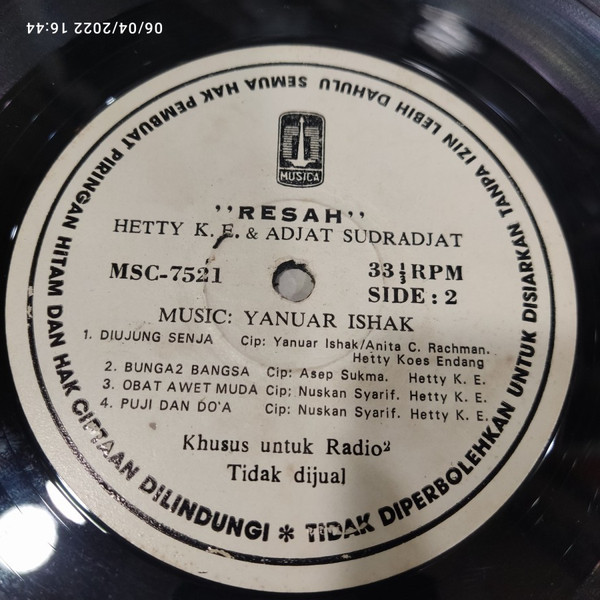 06/04/2022 16:44
SEMUA HAK PEMBUAT PIRINGAN HITAM DAN HAK CIPTAAN DILINDUNGI * TIDAK DIPERBOLEHKAN UNTUK DISIARKAN TANPA IZIN LEBIH DAHULU
MUSICA
''RESAH''
HETTY K. E. & ADJAT SUDRADJAT
MSC-7521
33⅓RPM
SIDE : 2
MUSIC: YANUAR ISHAK
1. DIUJUNG SENJA Cip: Yanuar Ishak/Anita C. Rachman.
Hetty Koes Endang
2. BUNGA2 BANGSA Cip: Asep Sukma. Hetty K. E.
3. OBAT AWET MUDA Cip; Nuskan Syarif. Hetty K. E.
4. PUJI DAN DO'A Cip: Nuskan Syarif. Hetty K. E.
Khusus untuk Radio²
Tidak dijual